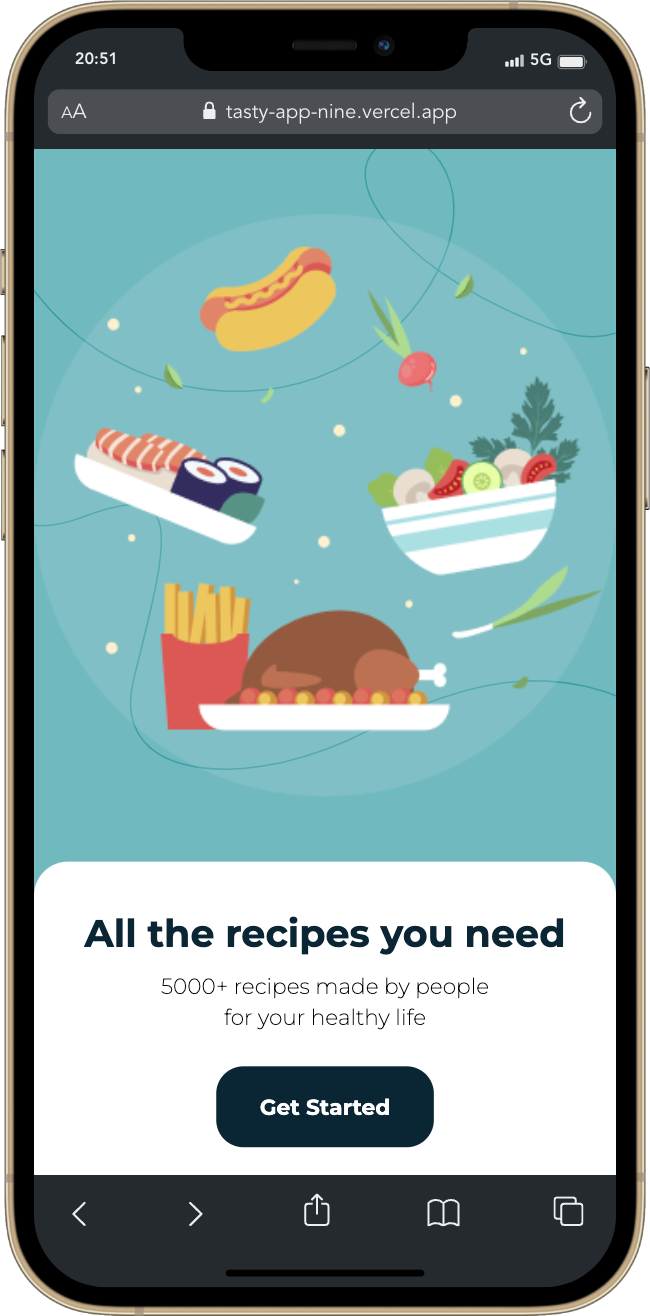 20:51
5G
AA
tasty-app-nine.vercel.app
All the recipes you need
5000+ recipes made by people
for your healthy life
Get Started